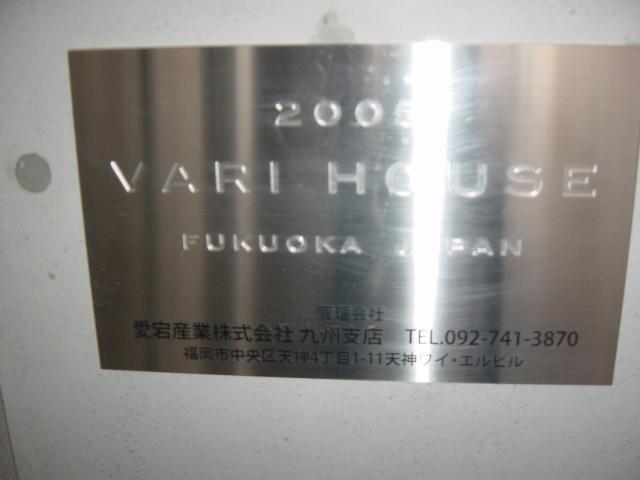 VARI HOUSE
FUKUOKA JAPAN
管理会社
愛宕産業株式会社 九州支店 TEL.092-741-3870
福岡市中央区天神4丁目1-11天神ワイ・エルビル